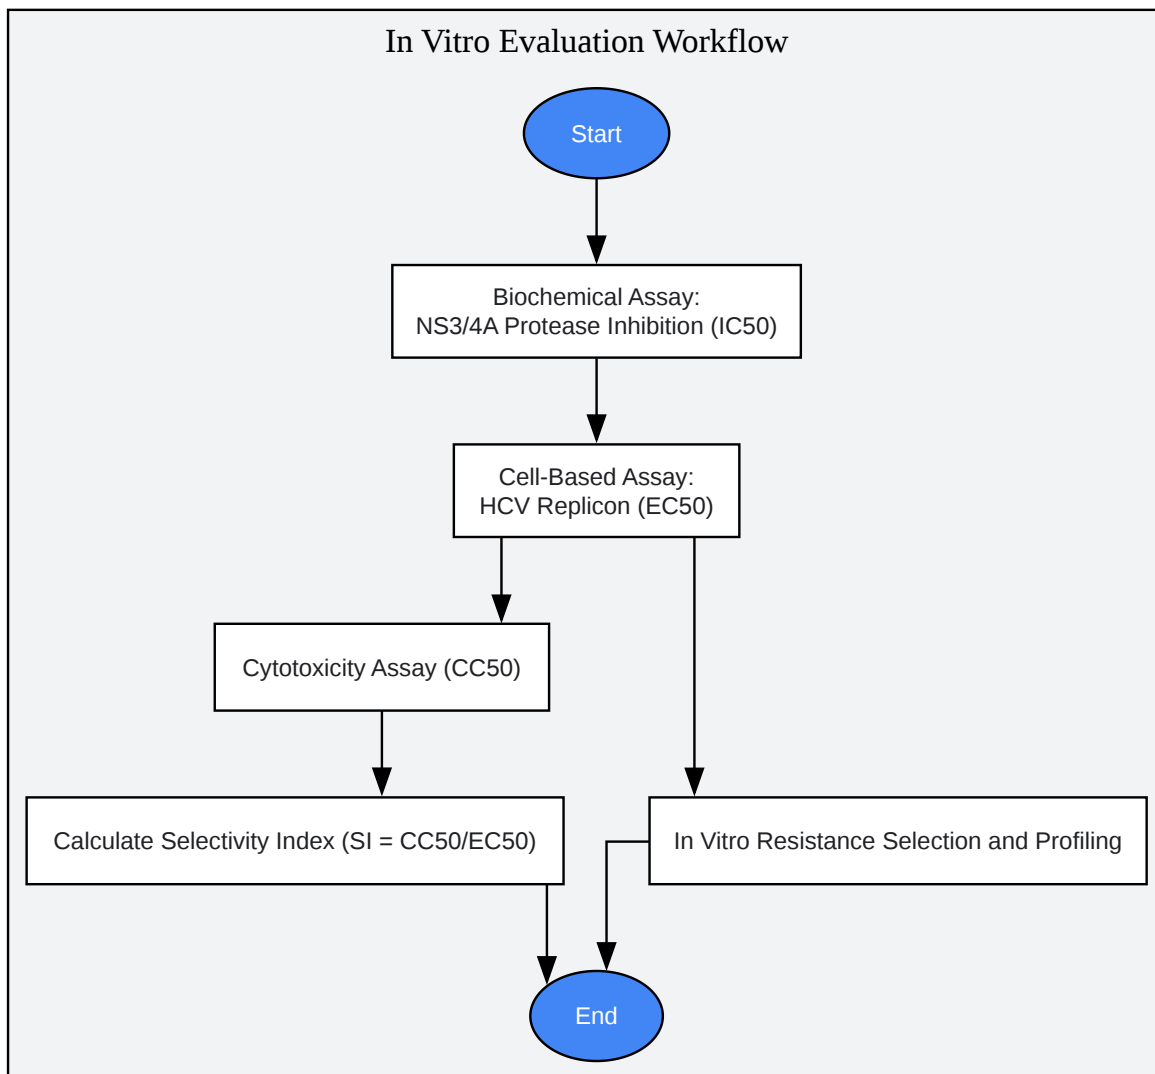 In Vitro Evaluation Workflow
Start
Biochemical Assay:
NS3/4A Protease Inhibition (IC50)
Cell-Based Assay:
HCV Replicon (EC50)
Cytotoxicity Assay (CC50)
Calculate Selectivity Index (SI = CC50/EC50)
In Vitro Resistance Selection and Profiling
End